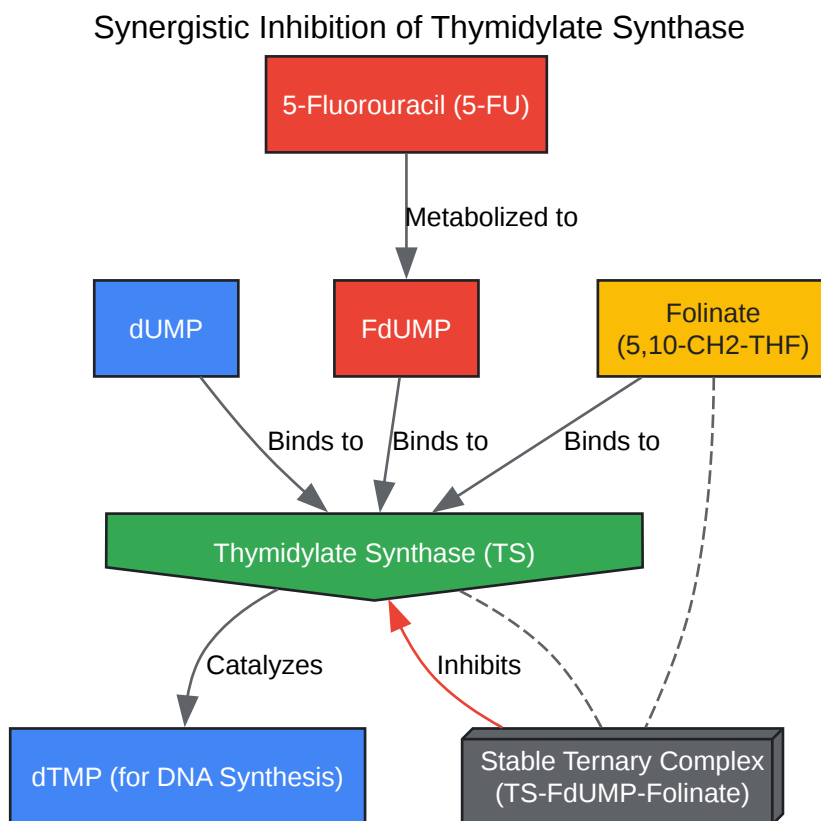 Synergistic Inhibition of Thymidylate Synthase
5-Fluorouracil (5-FU)
Metabolized to
dUMP
FdUMP
Folinate
(5,10-CH2-THF)
Binds to
Binds to
Binds to
Thymidylate Synthase (TS)
Catalyzes
Inhibits
dTMP (for DNA Synthesis)
Stable Ternary Complex
(TS-FdUMP-Folinate)